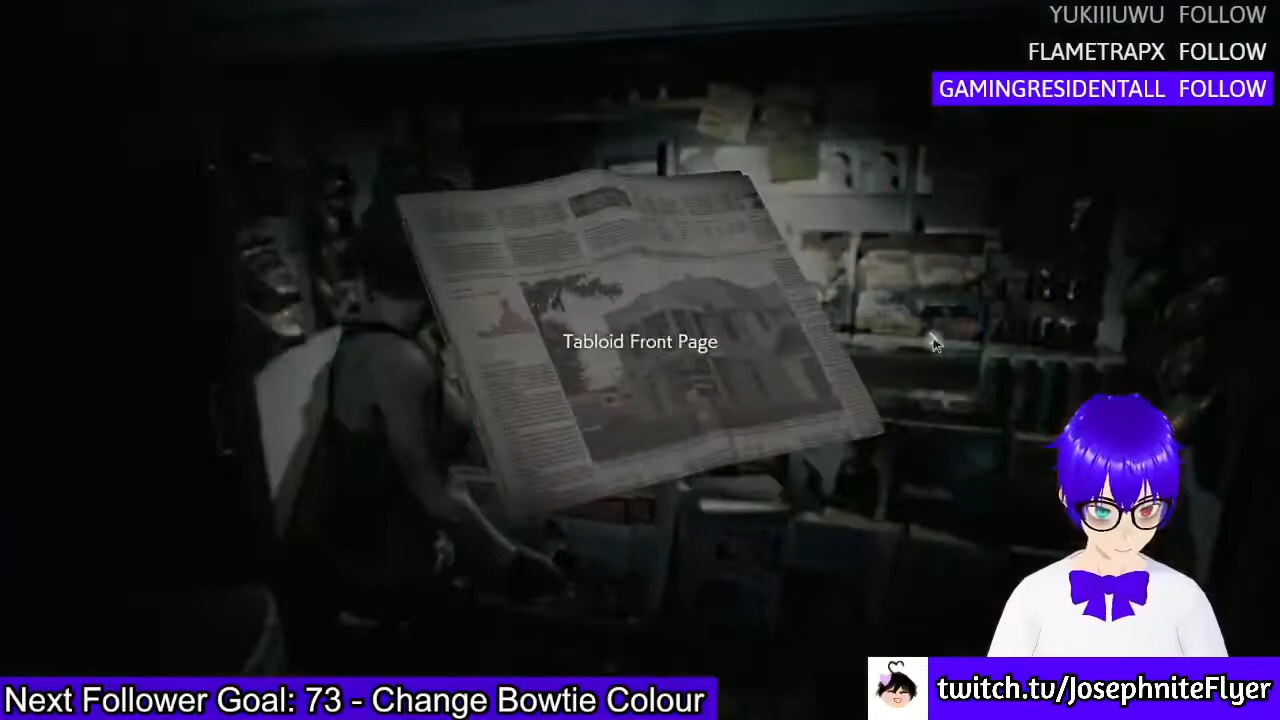 YUKIIIUWU FOLLOW
FLAMETRAPX FOLLOW
GAMINGRESIDENTALL FOLLOW
Tabloid Front Page
Next Follower Goal: 73 - Change Bowtie Colour
twitch.tv/JosephniteFlyer